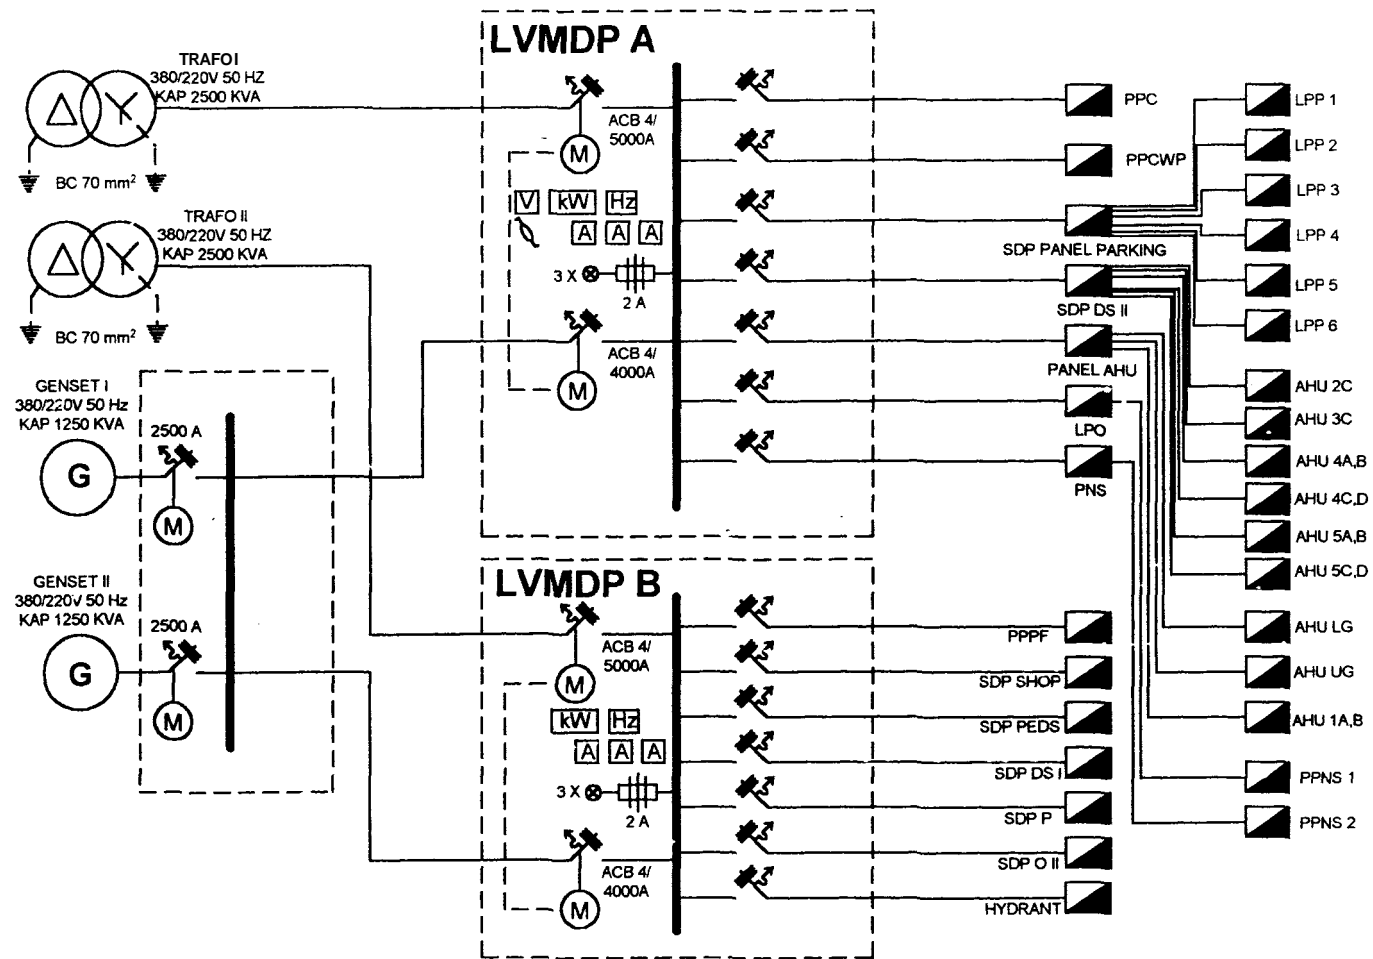 TRAFO I
380/220V 50 HZ
KAP 2500 KVA
BC 70 mm²
TRAFO II
380/220V 50 HZ
KAP 2500 KVA
BC 70 mm²
GENSET I
380/220V 50 Hz
KAP 1250 KVA
2500 A
G
M
GENSET II
380/220V 50 Hz
KAP 1250 KVA
2500 A
G
M
LVMDP A
ACB 4/
5000A
M
V kW Hz
A A A
3 X
2 A
ACB 4/
4000A
M
LVMDP B
ACB 4/
5000A
M
kW Hz
A A A
3 X
2 A
ACB 4/
4000A
M
PPC
PPCWP
SDP PANEL PARKING
SDP DS II
PANEL AHU
LPO
PNS
PPPF
SDP SHOP
SDP PEDS
SDP DS I
SDP P
SDP O II
HYDRANT
LPP 1
LPP 2
LPP 3
LPP 4
LPP 5
LPP 6
AHU 2C
AHU 3C
AHU 4A,B
AHU 4C,D
AHU 5A,B
AHU 5C,D
AHU LG
AHU UG
AHU 1A,B
PPNS 1
PPNS 2